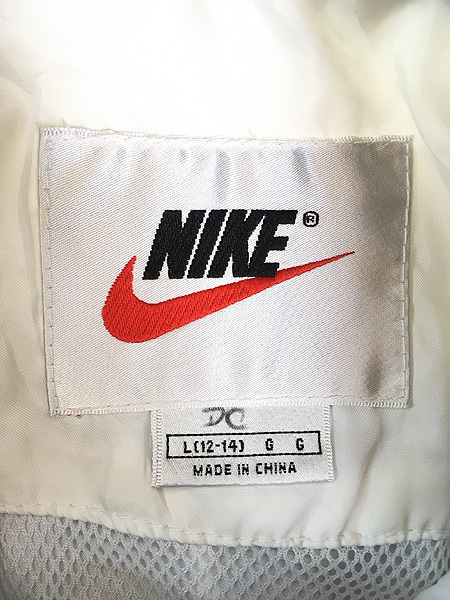 NIKE ®
DC
L(12-14) G G
MADE IN CHINA